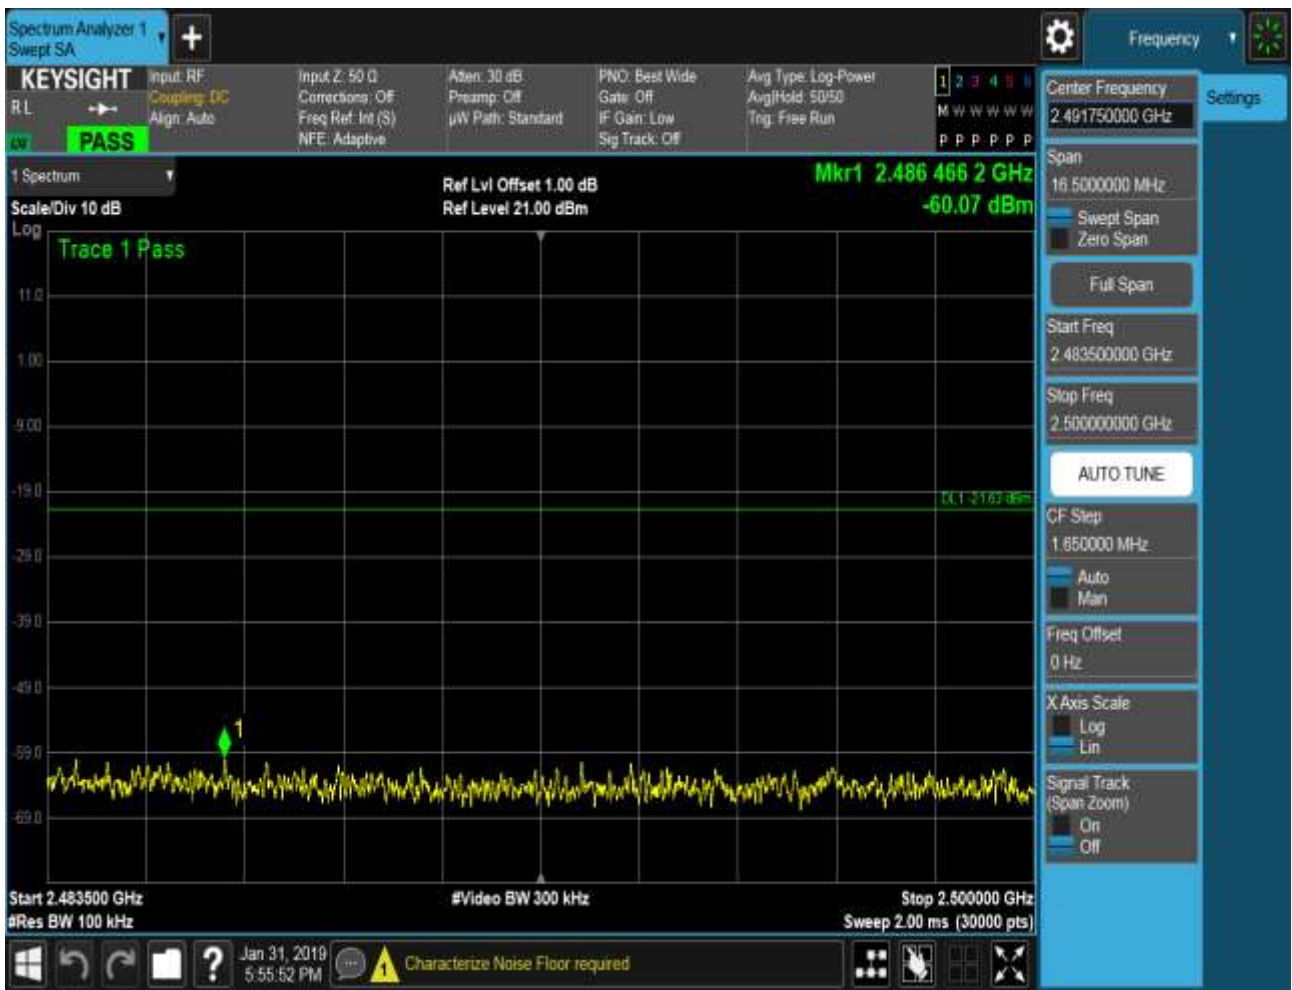 Spectrum Analyzer 1
Swept SA
+
Frequency
KEYSIGHT
R L
PASS
Input: RF
Coupling: DC
Align: Auto
Input Z: 50 Ω
Corrections: Off
Freq Ref: Int (S)
NFE: Adaptive
Atten: 30 dB
Preamp: Off
µW Path: Standard
PNO: Best Wide
Gate: Off
IF Gain: Low
Sig Track: Off
Avg Type: Log-Power
Avg|Hold: 50/50
Trig: Free Run
1 2 3 4 5 6
M W W W W W
P P P P P P
1 Spectrum
Scale/Div 10 dB
Log
Ref Lvl Offset 1.00 dB
Ref Level 21.00 dBm
Mkr1 2.486 466 2 GHz
-60.07 dBm
Trace 1 Pass
11.0
1.00
-9.00
-19.0
DL1 -21.63 dBm
-29.0
-39.0
-49.0
1
-59.0
-69.0
Start 2.483500 GHz
#Res BW 100 kHz
#Video BW 300 kHz
Stop 2.500000 GHz
Sweep 2.00 ms (30000 pts)
?
Jan 31, 2019
5:55:52 PM
1
Characterize Noise Floor required
Center Frequency
2.491750000 GHz
Settings
Span
16.5000000 MHz
Swept Span
Zero Span
Full Span
Start Freq
2.483500000 GHz
Stop Freq
2.500000000 GHz
AUTO TUNE
CF Step
1.650000 MHz
Auto
Man
Freq Offset
0 Hz
X Axis Scale
Log
Lin
Signal Track
(Span Zoom)
On
Off